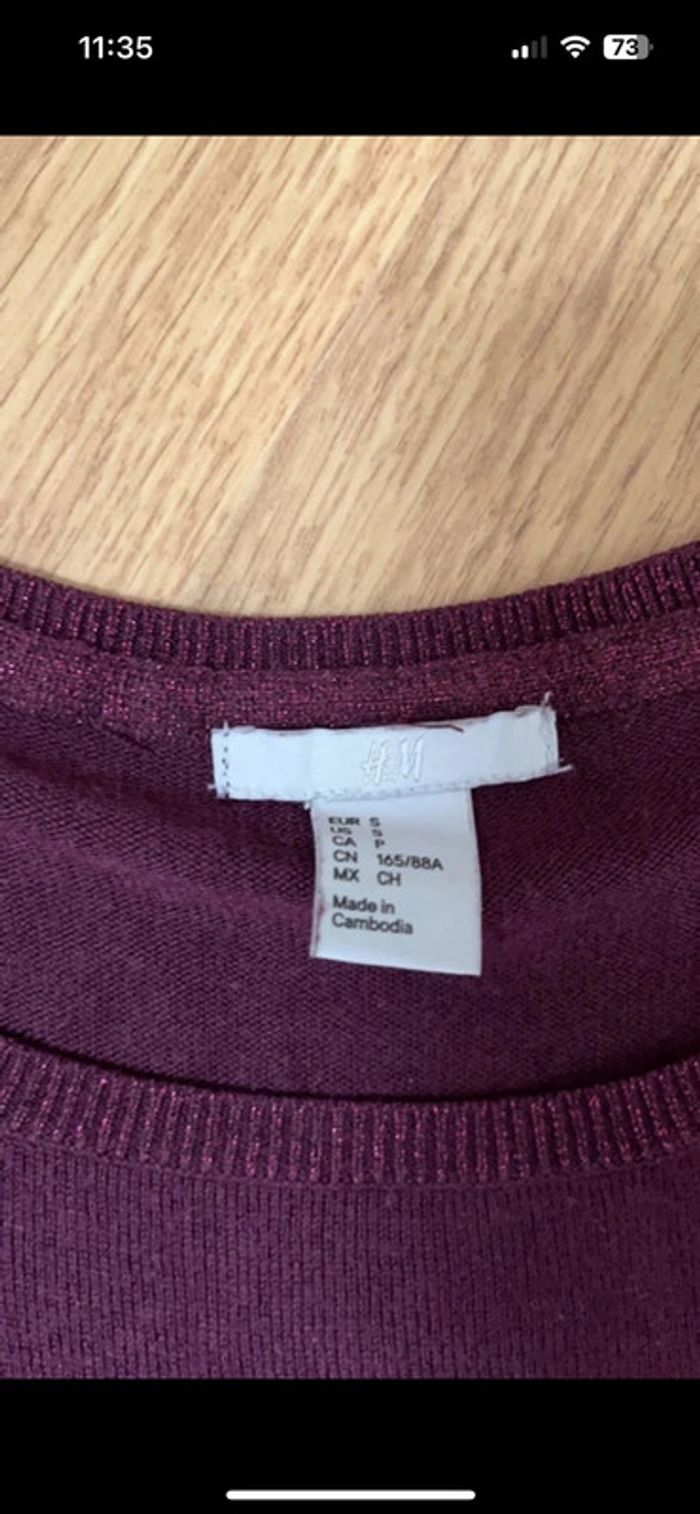 11:35
73
H&M
EUR S
US S
CA P
CN 165/88A
MX CH
Made in
Cambodia